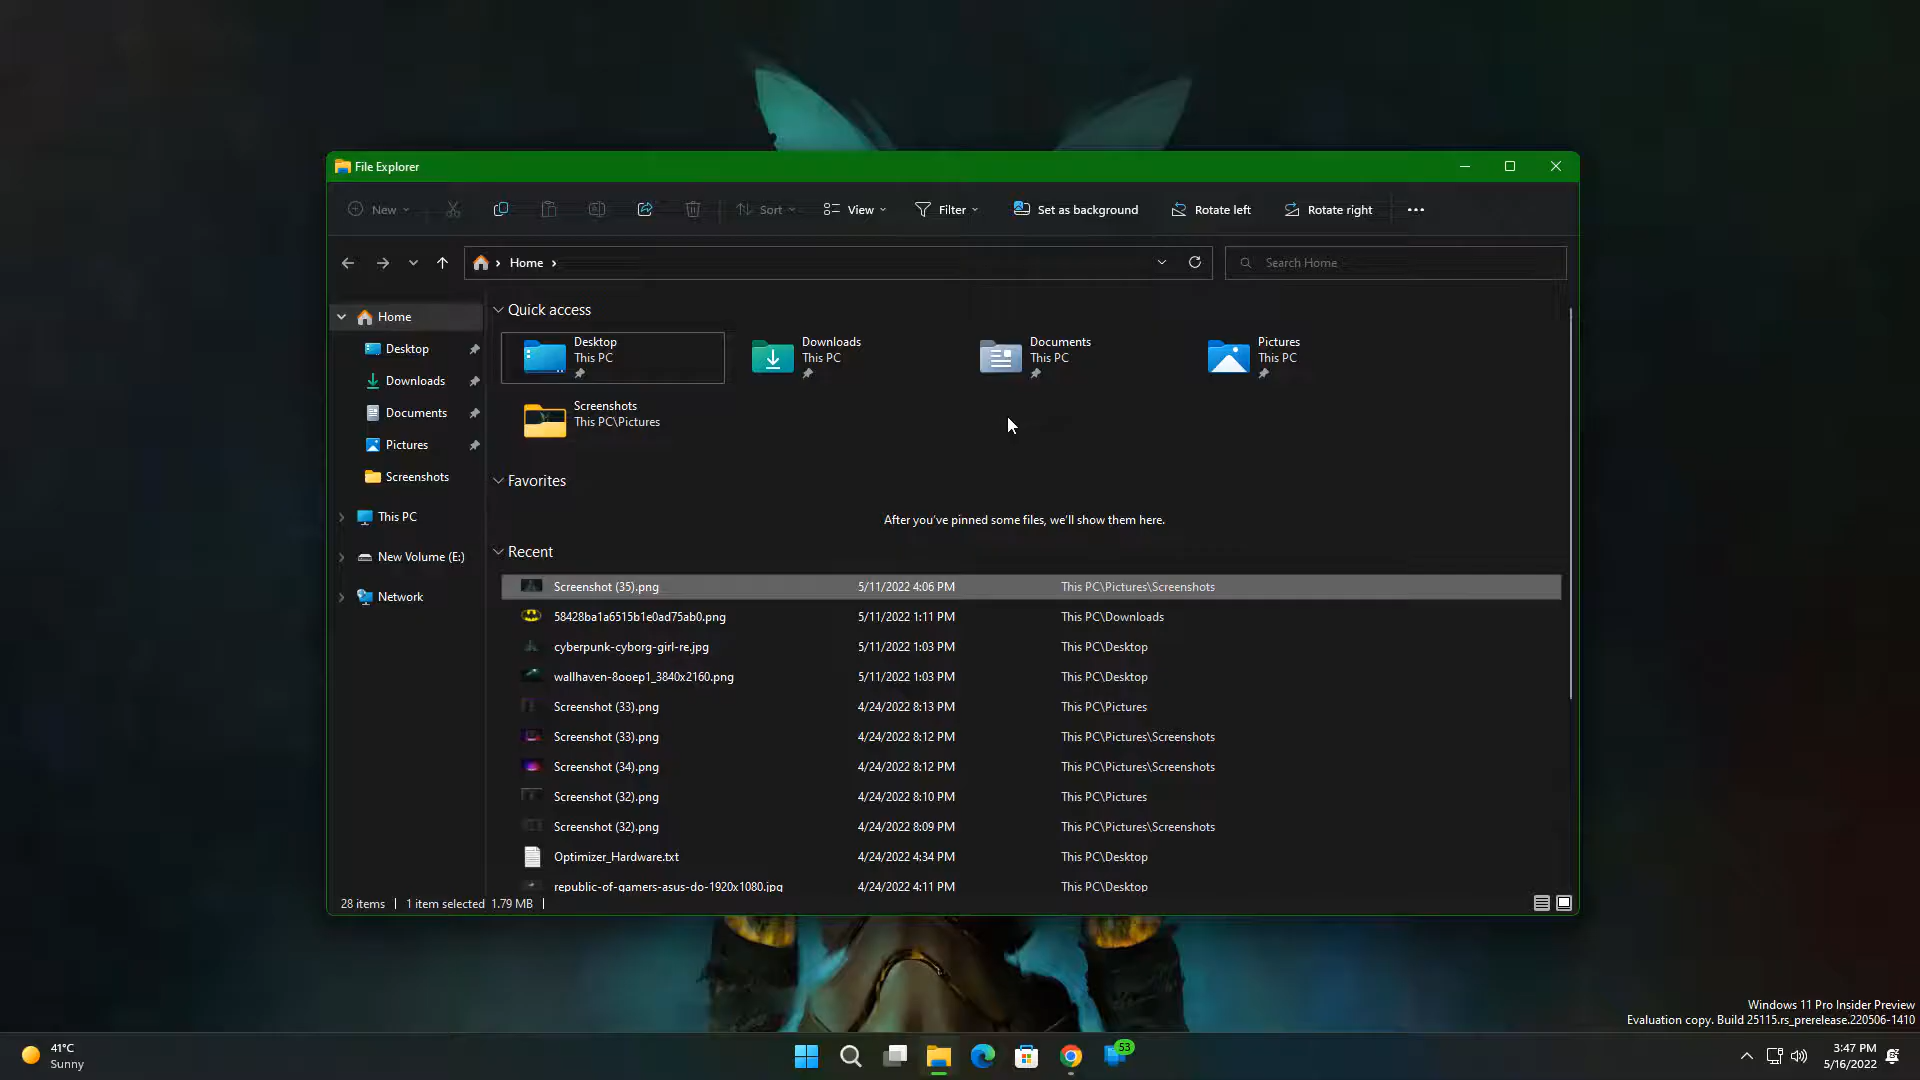 File Explorer
New
Sort
View
Filter
Set as background
Rotate left
Rotate right
Home
Search Home
Home
Desktop
Downloads
Documents
Pictures
Screenshots
This PC
New Volume (E:)
Network
Quick access
Desktop
This PC
Downloads
This PC
Documents
This PC
Pictures
This PC
Screenshots
This PC\Pictures
Favorites
After you've pinned some files, we'll show them here.
Recent
Screenshot (35).png 5/11/2022 4:06 PM This PC\Pictures\Screenshots
58428ba1a6515b1e0ad75ab0.png 5/11/2022 1:11 PM This PC\Downloads
cyberpunk-cyborg-girl-re.jpg 5/11/2022 1:03 PM This PC\Desktop
wallhaven-8ooep1_3840x2160.png 5/11/2022 1:03 PM This PC\Desktop
Screenshot (33).png 4/24/2022 8:13 PM This PC\Pictures
Screenshot (33).png 4/24/2022 8:12 PM This PC\Pictures\Screenshots
Screenshot (34).png 4/24/2022 8:12 PM This PC\Pictures\Screenshots
Screenshot (32).png 4/24/2022 8:10 PM This PC\Pictures
Screenshot (32).png 4/24/2022 8:09 PM This PC\Pictures\Screenshots
Optimizer_Hardware.txt 4/24/2022 4:34 PM This PC\Desktop
republic-of-gamers-asus-do-1920x1080.jpg 4/24/2022 4:11 PM This PC\Desktop
28 items | 1 item selected 1.79 MB |
Windows 11 Pro Insider Preview
Evaluation copy. Build 25115.rs_prerelease.220506-1410
41°C
Sunny
53
3:47 PM
5/16/2022